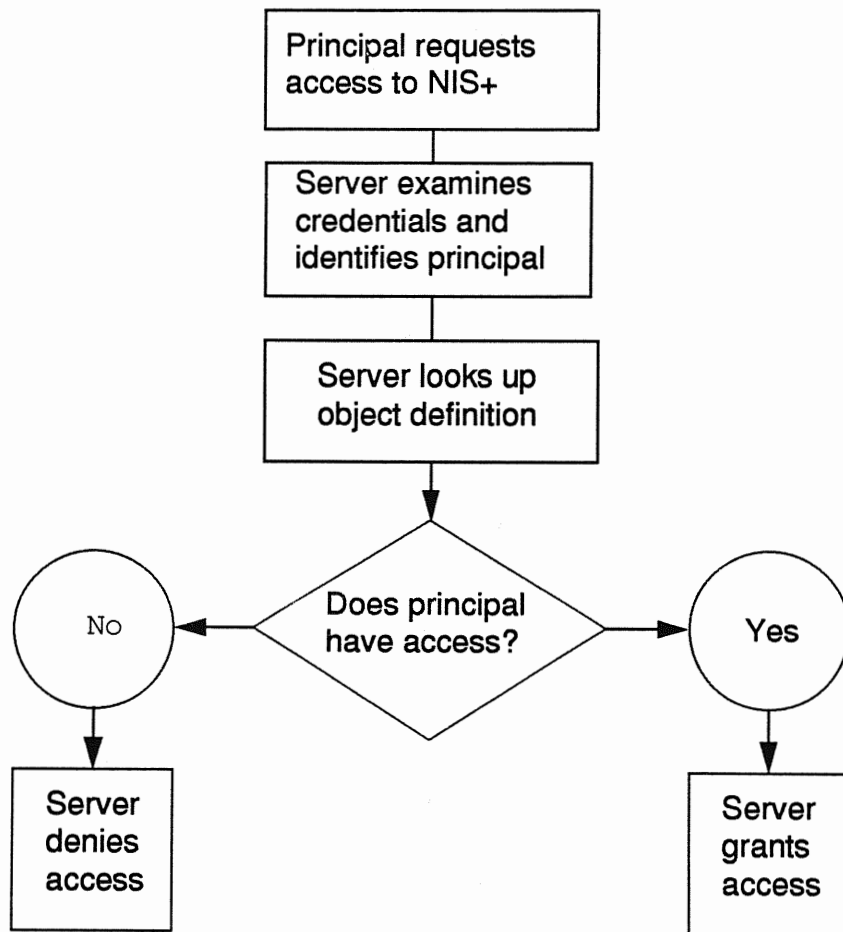 Principal requests
access to NIS+
Server examines
credentials and
identifies principal
Server looks up
object definition
Does principal
have access?
No
Yes
Server
denies
access
Server
grants
access